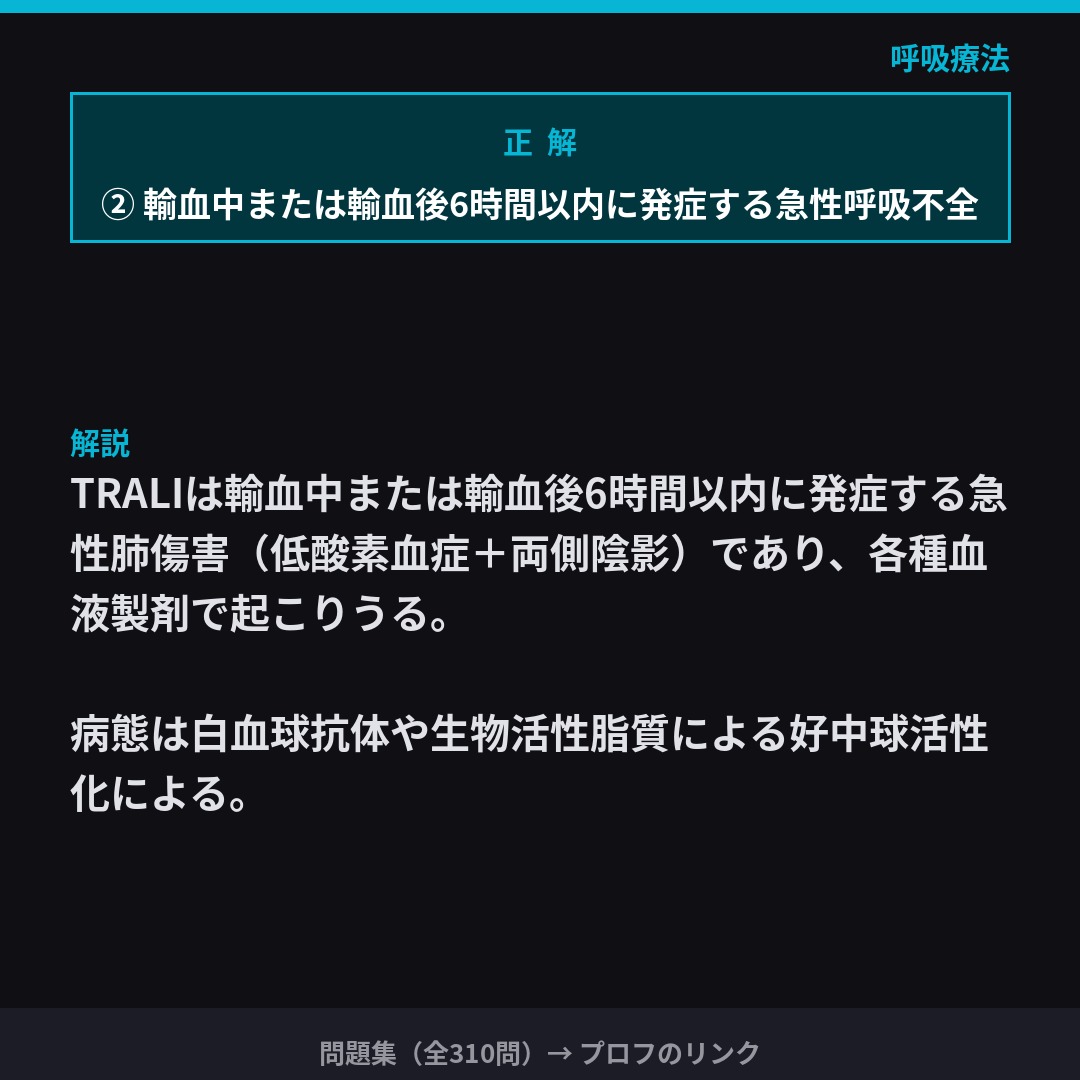 呼吸療法
正 解
② 輸血中または輸血後6時間以内に発症する急性呼吸不全
解説
TRALIは輸血中または輸血後6時間以内に発症する急
性肺傷害（低酸素血症＋両側陰影）であり、各種血
液製剤で起こりうる。
病態は白血球抗体や生物活性脂質による好中球活性
化による。
問題集（全310問）→ プロフのリンク